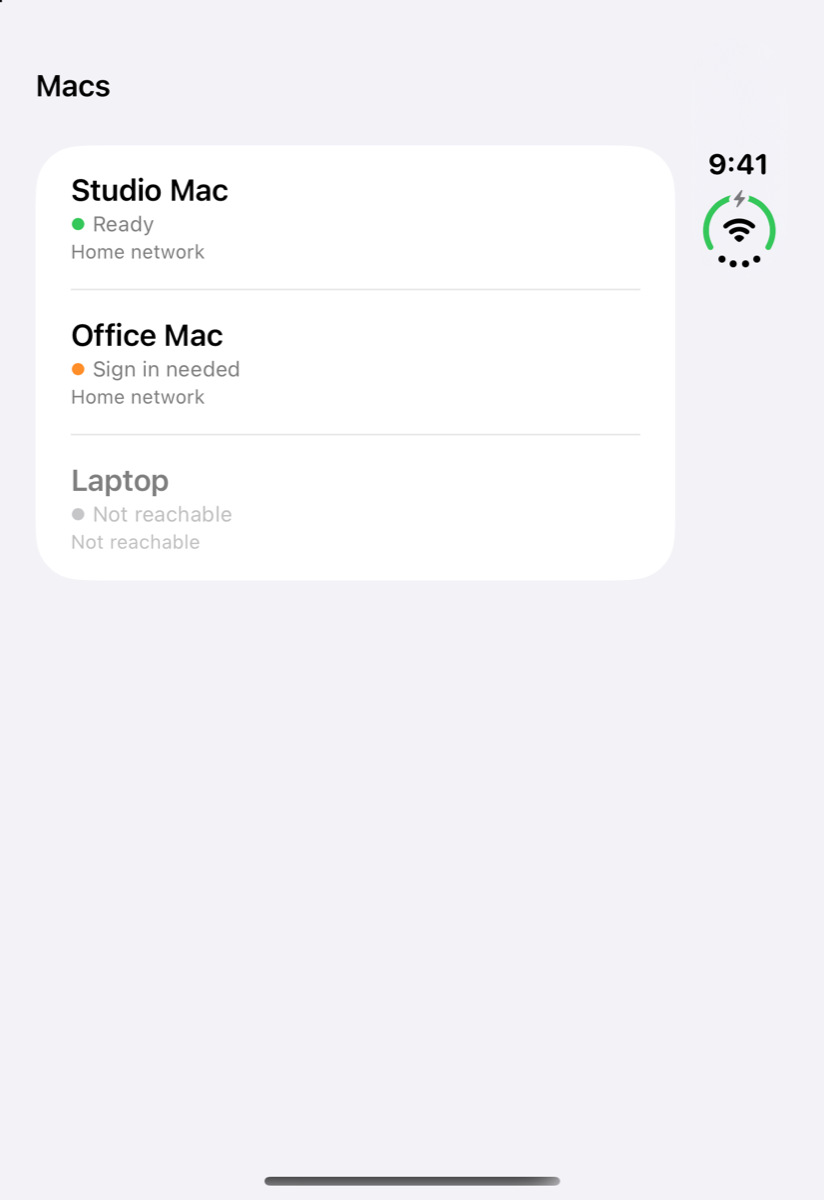 Macs
9:41
Studio Mac
Ready
Home network
Office Mac
Sign in needed
Home network
Laptop
Not reachable
Not reachable